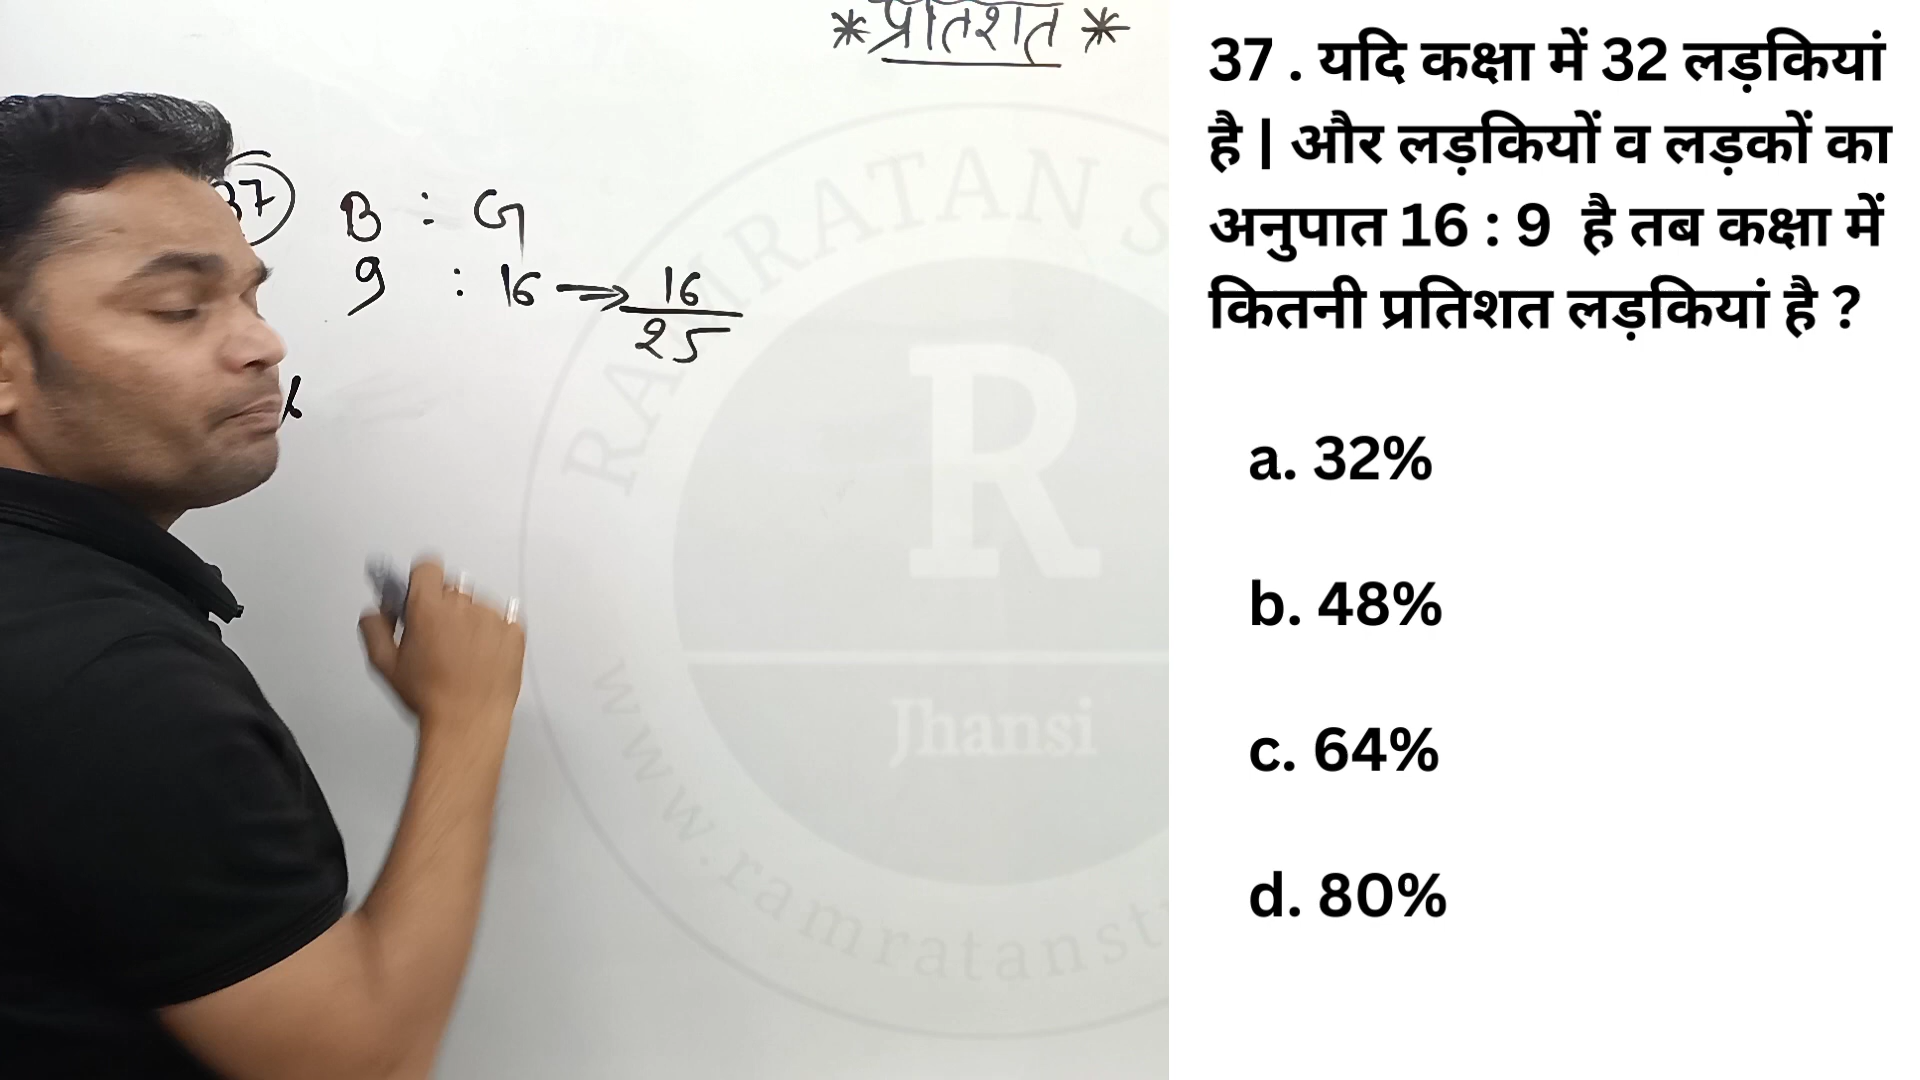 *प्रतिशत*
37 . यदि कक्षा में 32 लड़कियां
है | और लड़कियों व लड़कों का
अनुपात 16 : 9 है तब कक्षा में
कितनी प्रतिशत लड़कियां है ?
a. 32%
b. 48%
c. 64%
d. 80%
37 B : G
9 : 16 ⇒ 16
25
RAMRATAN S
R
Jhansi
www.ramratanst